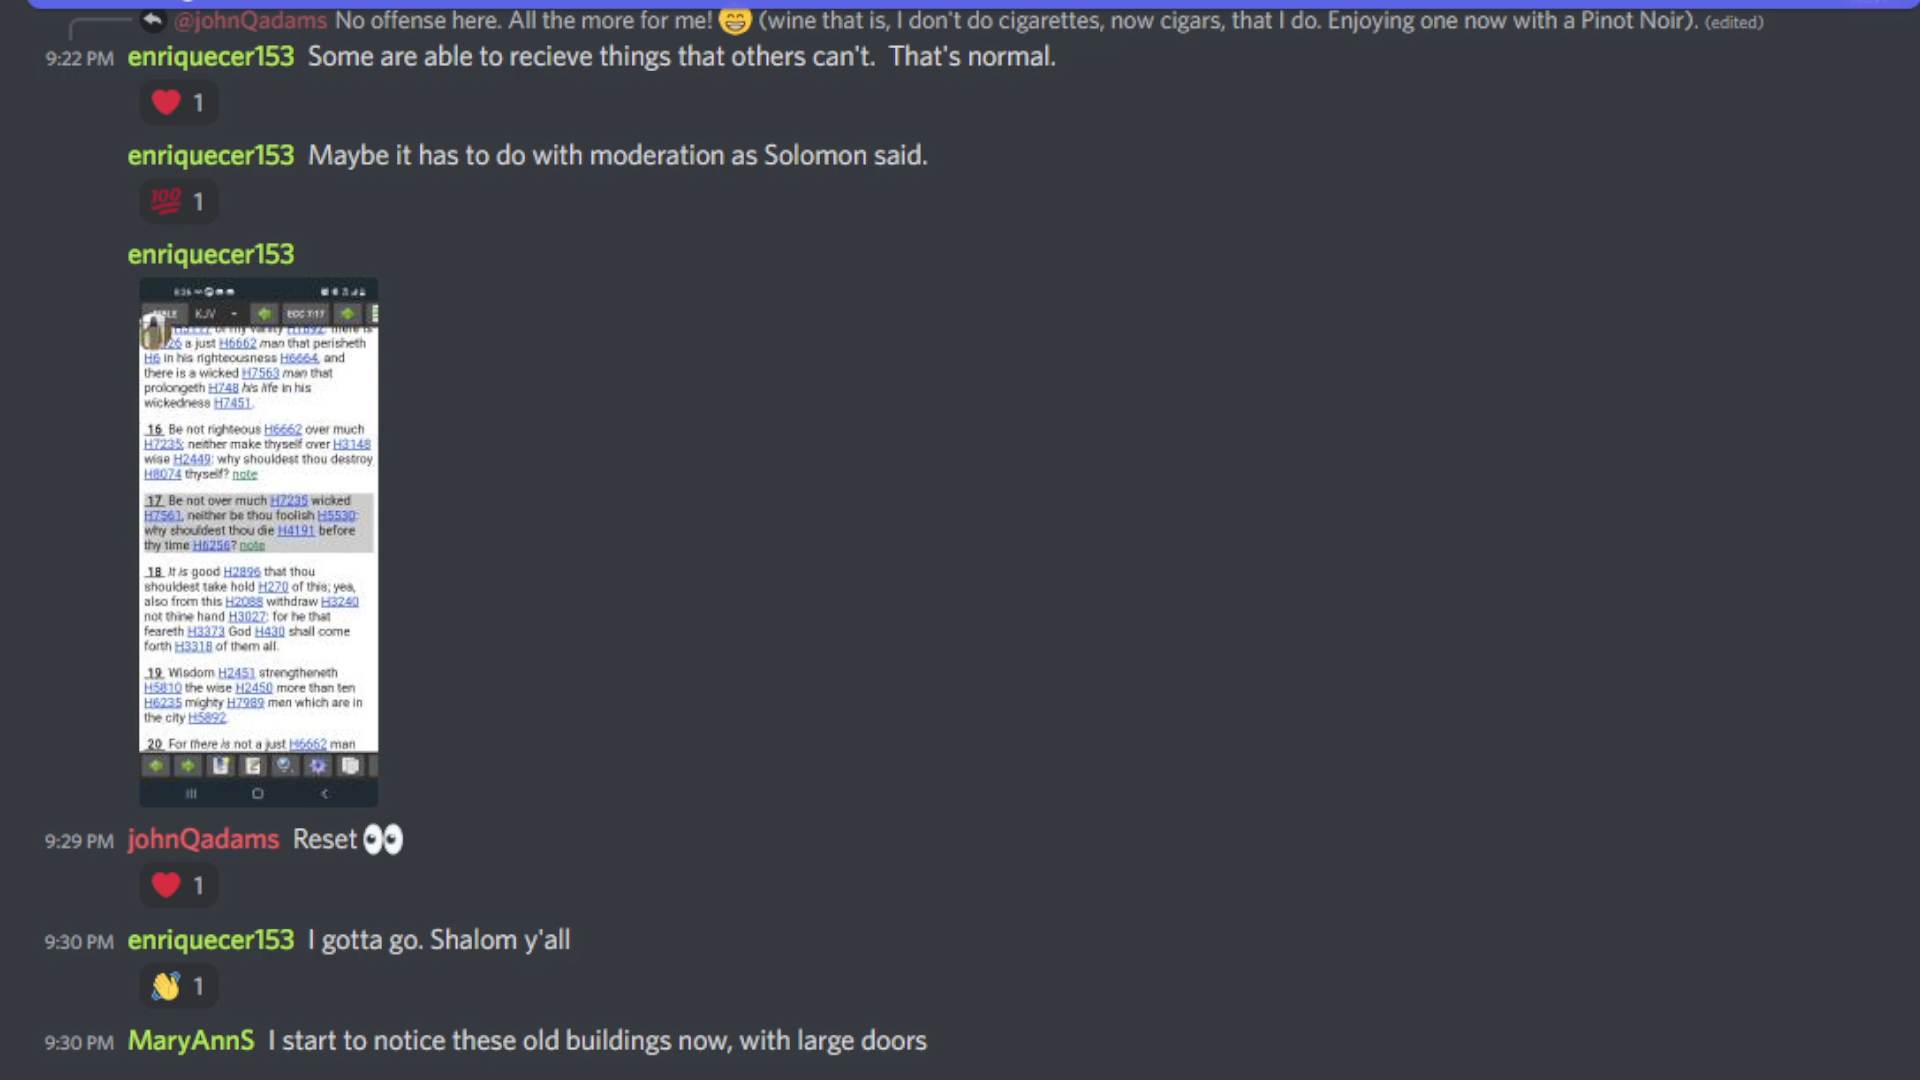 @johnQadams No offense here. All the more for me! 😁 (wine that is, I don't do cigarettes, now cigars, that I do. Enjoying one now with a Pinot Noir). (edited)
9:22 PM enriquecer153 Some are able to recieve things that others can't. That's normal.
❤️ 1
enriquecer153 Maybe it has to do with moderation as Solomon said.
💯 1
enriquecer153
KJV ECC 7:17
of my vanity H1892, there is
a just H6662 man that perisheth
H6 in his righteousness H6664, and
there is a wicked H7563 man that
prolongeth H748 his life in his
wickedness H7451.
16 Be not righteous H6662 over much
H7235; neither make thyself over H3148
wise H2449: why shouldest thou destroy
H8074 thyself? note
17 Be not over much H7235 wicked
H7561, neither be thou foolish H5530:
why shouldest thou die H4191 before
thy time H6256? note
18 It is good H2896 that thou
shouldest take hold H270 of this; yea,
also from this H2088 withdraw H3240
not thine hand H3027: for he that
feareth H3373 God H430 shall come
forth H3318 of them all.
19 Wisdom H2451 strengtheneth
H5810 the wise H2450 more than ten
H6235 mighty H7989 men which are in
the city H5892.
20 For there is not a just H6662 man
9:29 PM johnQadams Reset 👀
❤️ 1
9:30 PM enriquecer153 I gotta go. Shalom y'all
👋 1
9:30 PM MaryAnnS I start to notice these old buildings now, with large doors